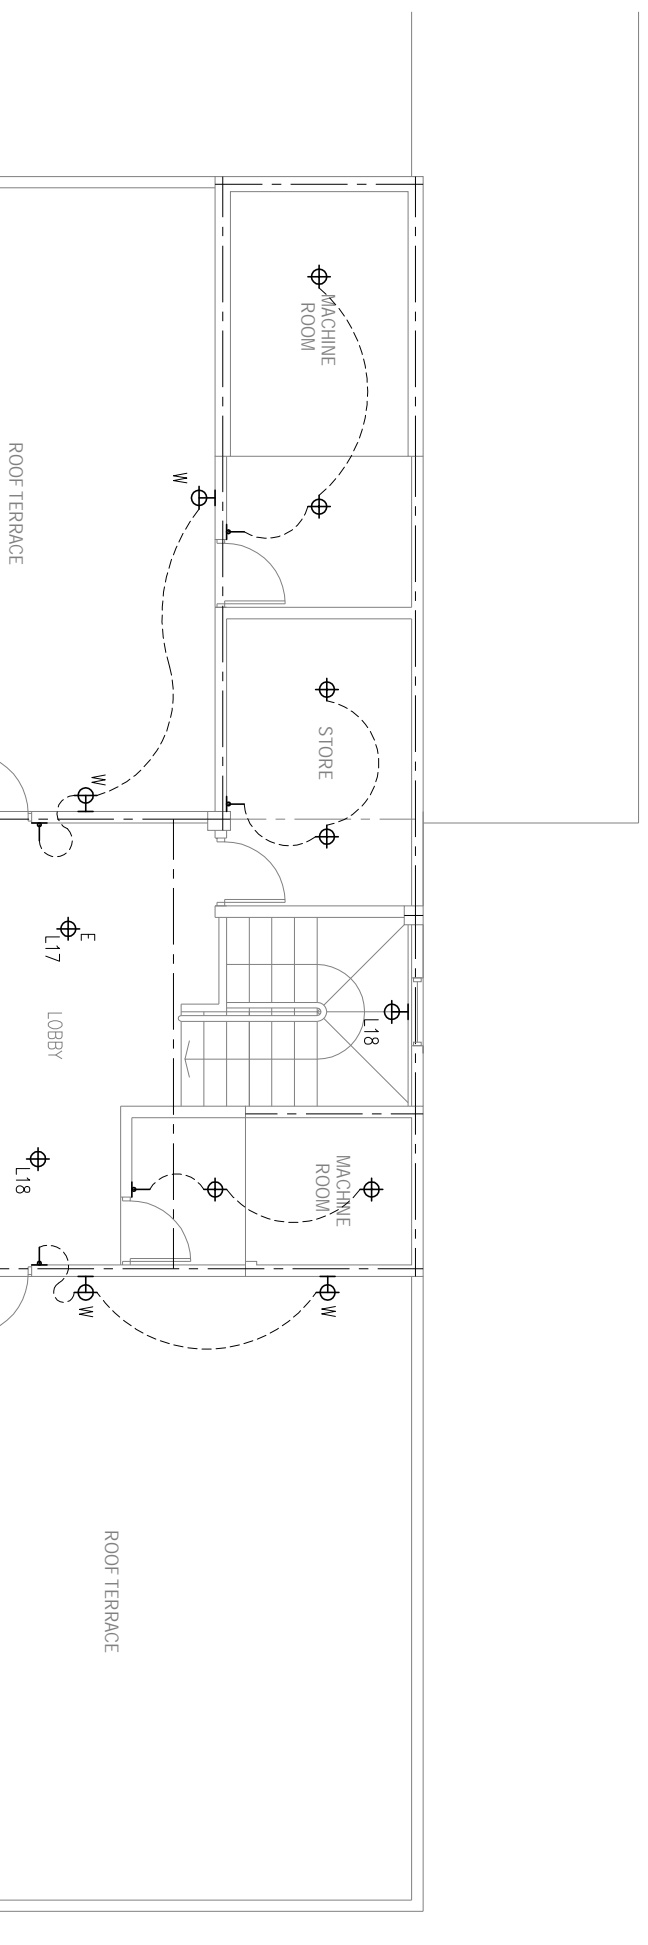 MACHINE
ROOM
ROOF TERRACE
W
STORE
W
E
L17
LOBBY
L18
MACHINE
ROOM
L18
W
W
ROOF TERRACE